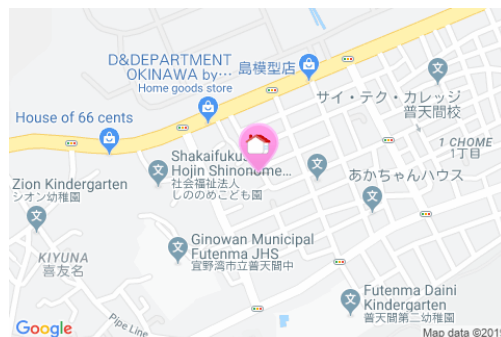 D&DEPARTMENT
OKINAWA by…
Home goods store
島模型店
サイ・テク・カレッジ
普天間校
House of 66 cents
1 CHOME
1丁目
Shakaifukus…
Hojin Shinonome…
社会福祉法人
しののめこども園
あかちゃんハウス
Zion Kindergarten
シオン幼稚園
Ginowan Municipal
Futenma JHS
宜野湾市立普天間中
KIYUNA
喜友名
Futenma Daini
Kindergarten
普天間第二幼稚園
Pipe Line
Google
Map data ©2019